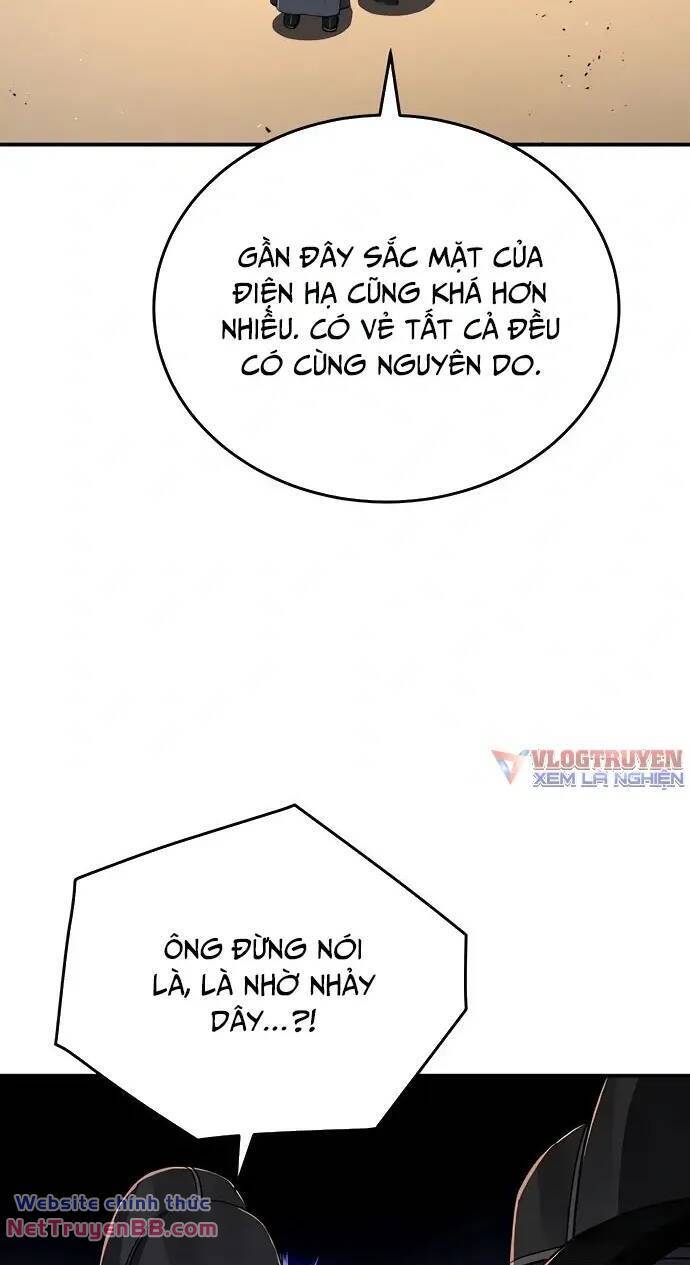 GẦN ĐÂY SẮC MẶT CỦA
ĐIỆN HẠ CŨNG KHÁ HƠN
NHIỀU. CÓ VẺ TẤT CẢ ĐỀU
CÓ CÙNG NGUYÊN DO.
VLOGTRUYEN
XEM LÀ NGHIỆN
ÔNG ĐỪNG NÓI
LÀ, LÀ NHỜ NHẢY
DÂY...?!
Website chính thức
NetTruyenBB.com